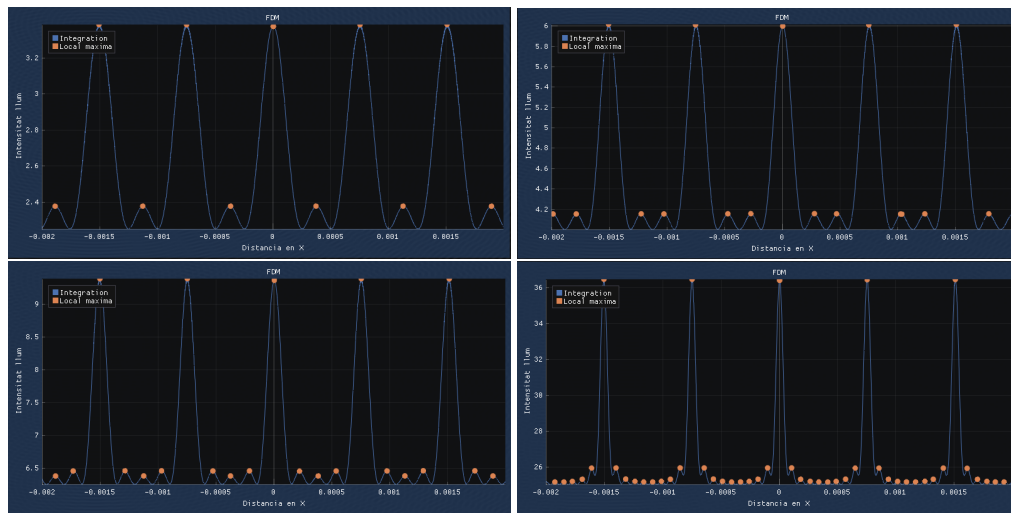 FDM
Integration
Local maxima
Intensitat llum
3.2
3
2.8
2.6
2.4
-0.002 -0.0015 -0.001 -0.0005 0 0.0005 0.001 0.0015
Distancia en X
FDM
Integration
Local maxima
Intensitat llum
6
5.8
5.6
5.4
5.2
5
4.8
4.6
4.4
4.2
-0.002 -0.0015 -0.001 -0.0005 0 0.0005 0.001 0.0015
Distancia en X
FDM
Integration
Local maxima
Intensitat llum
9
8.5
8
7.5
7
6.5
-0.002 -0.0015 -0.001 -0.0005 0 0.0005 0.001 0.0015
Distancia en X
FDM
Integration
Local maxima
Intensitat llum
36
34
32
30
28
26
-0.002 -0.0015 -0.001 -0.0005 0 0.0005 0.001 0.0015
Distancia en X